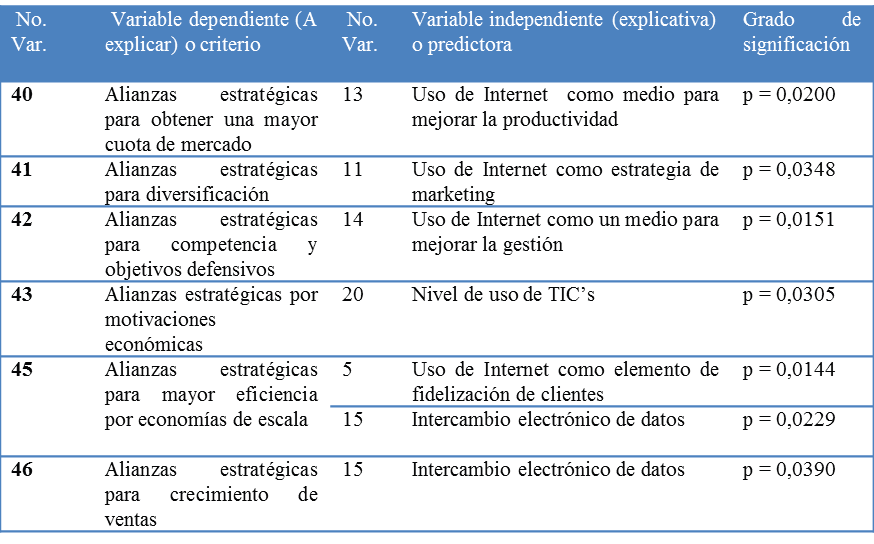 No. Var.
Variable dependiente (A explicar) o criterio
No. Var.
Variable independiente (explicativa) o predictora
Grado de significación
40
Alianzas estratégicas
para obtener una mayor
cuota de mercado
13
Uso de Internet como medio para
mejorar la productividad
p = 0,0200
41
Alianzas estratégicas
para diversificación
11
Uso de Internet como estrategia de
marketing
p = 0,0348
42
Alianzas estratégicas
para competencia y
objetivos defensivos
14
Uso de Internet como un medio para
mejorar la gestión
p = 0,0151
43
Alianzas estratégicas por
motivaciones
económicas
20
Nivel de uso de TIC’s
p = 0,0305
45
Alianzas estratégicas
para mayor eficiencia
por economías de escala
5
Uso de Internet como elemento de
fidelización de clientes
p = 0,0144
15
Intercambio electrónico de datos
p = 0,0229
46
Alianzas estratégicas
para crecimiento de
ventas
15
Intercambio electrónico de datos
p = 0,0390